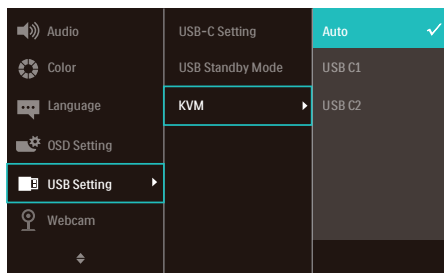 Audio
Color
Language
OSD Setting
USB Setting
Webcam
USB-C Setting
USB Standby Mode
KVM
Auto
USB C1
USB C2